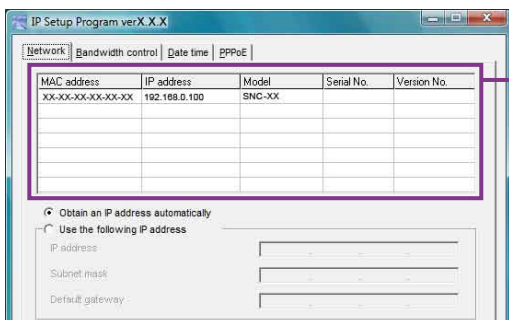 IP Setup Program verX.X.X
Network Bandwidth control Date time PPPoE
MAC address IP address Model Serial No. Version No.
XX-XX-XX-XX-XX-XX 192.168.0.100 SNC-XX
Obtain an IP address automatically
Use the following IP address
IP address
Subnet mask
Default gateway